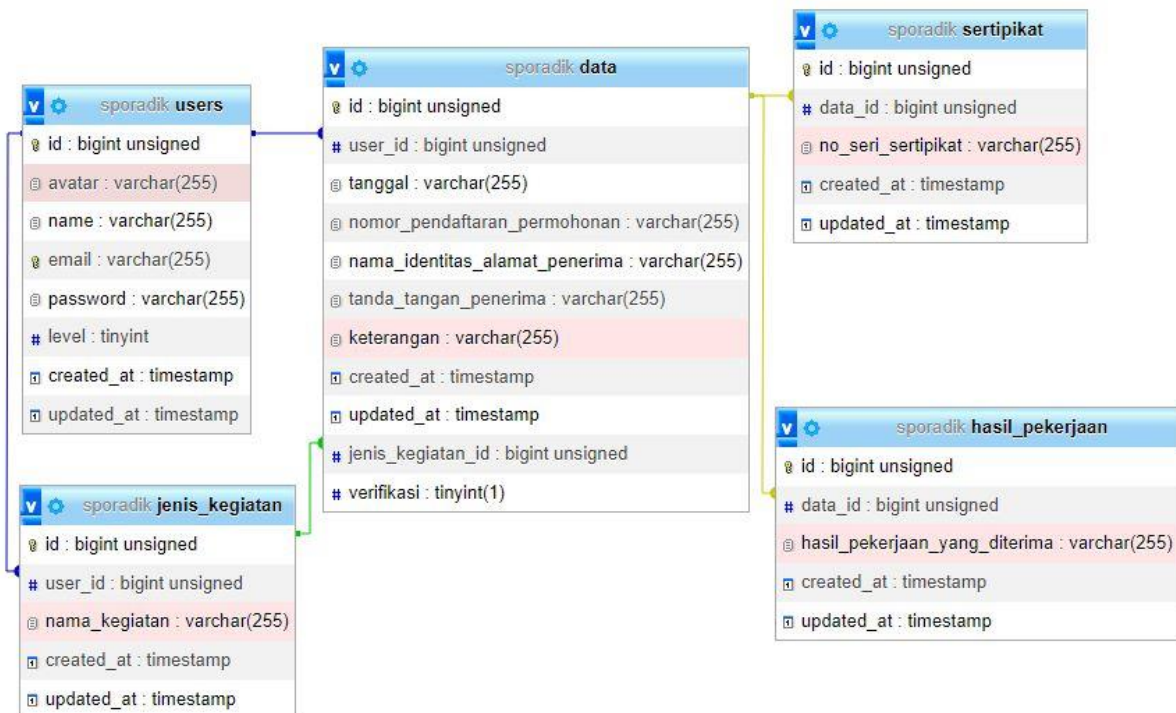 sporadik users
id : bigint unsigned
avatar : varchar(255)
name : varchar(255)
email : varchar(255)
password : varchar(255)
level : tinyint
created_at : timestamp
updated_at : timestamp
sporadik jenis_kegiatan
id : bigint unsigned
user_id : bigint unsigned
nama_kegiatan : varchar(255)
created_at : timestamp
updated_at : timestamp
sporadik data
id : bigint unsigned
user_id : bigint unsigned
tanggal : varchar(255)
nomor_pendaftaran_permohonan : varchar(255)
nama_identitas_alamat_penerima : varchar(255)
tanda_tangan_penerima : varchar(255)
keterangan : varchar(255)
created_at : timestamp
updated_at : timestamp
jenis_kegiatan_id : bigint unsigned
verifikasi : tinyint(1)
sporadik sertipikat
id : bigint unsigned
data_id : bigint unsigned
no_seri_sertipikat : varchar(255)
created_at : timestamp
updated_at : timestamp
sporadik hasil_pekerjaan
id : bigint unsigned
data_id : bigint unsigned
hasil_pekerjaan_yang_diterima : varchar(255)
created_at : timestamp
updated_at : timestamp